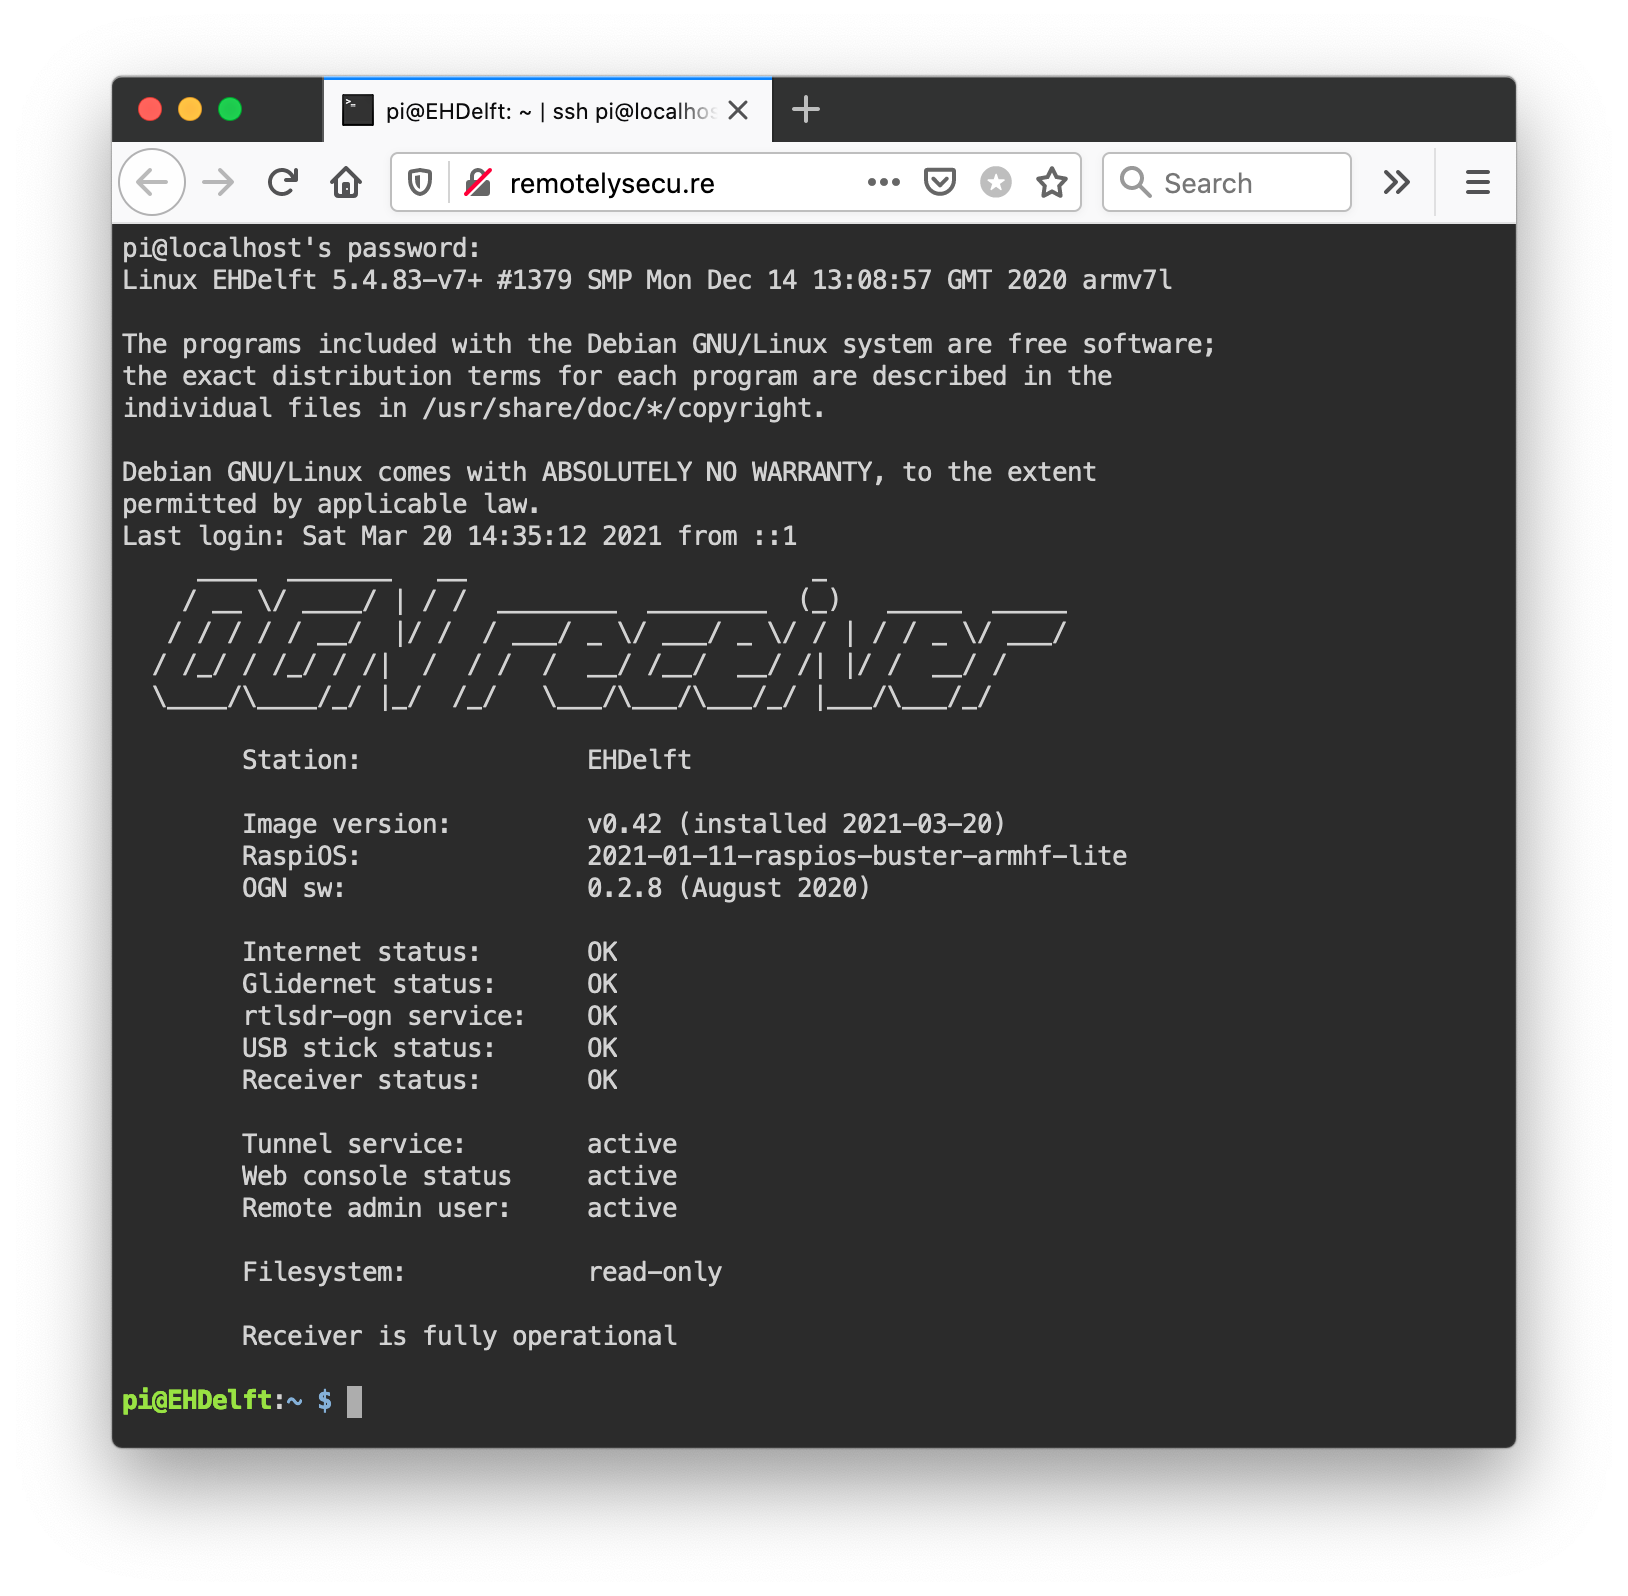 pi@EHDelft: ~ | ssh pi@localhos
remotelysecu.re
Search
pi@localhost's password:
Linux EHDelft 5.4.83-v7+ #1379 SMP Mon Dec 14 13:08:57 GMT 2020 armv7l
The programs included with the Debian GNU/Linux system are free software;
the exact distribution terms for each program are described in the
individual files in /usr/share/doc/*/copyright.
Debian GNU/Linux comes with ABSOLUTELY NO WARRANTY, to the extent
permitted by applicable law.
Last login: Sat Mar 20 14:35:12 2021 from ::1
OGN receiver
Station: EHDelft
Image version: v0.42 (installed 2021-03-20)
RaspiOS: 2021-01-11-raspios-buster-armhf-lite
OGN sw: 0.2.8 (August 2020)
Internet status: OK
Glidernet status: OK
rtlsdr-ogn service: OK
USB stick status: OK
Receiver status: OK
Tunnel service: active
Web console status active
Remote admin user: active
Filesystem: read-only
Receiver is fully operational
pi@EHDelft:~ $